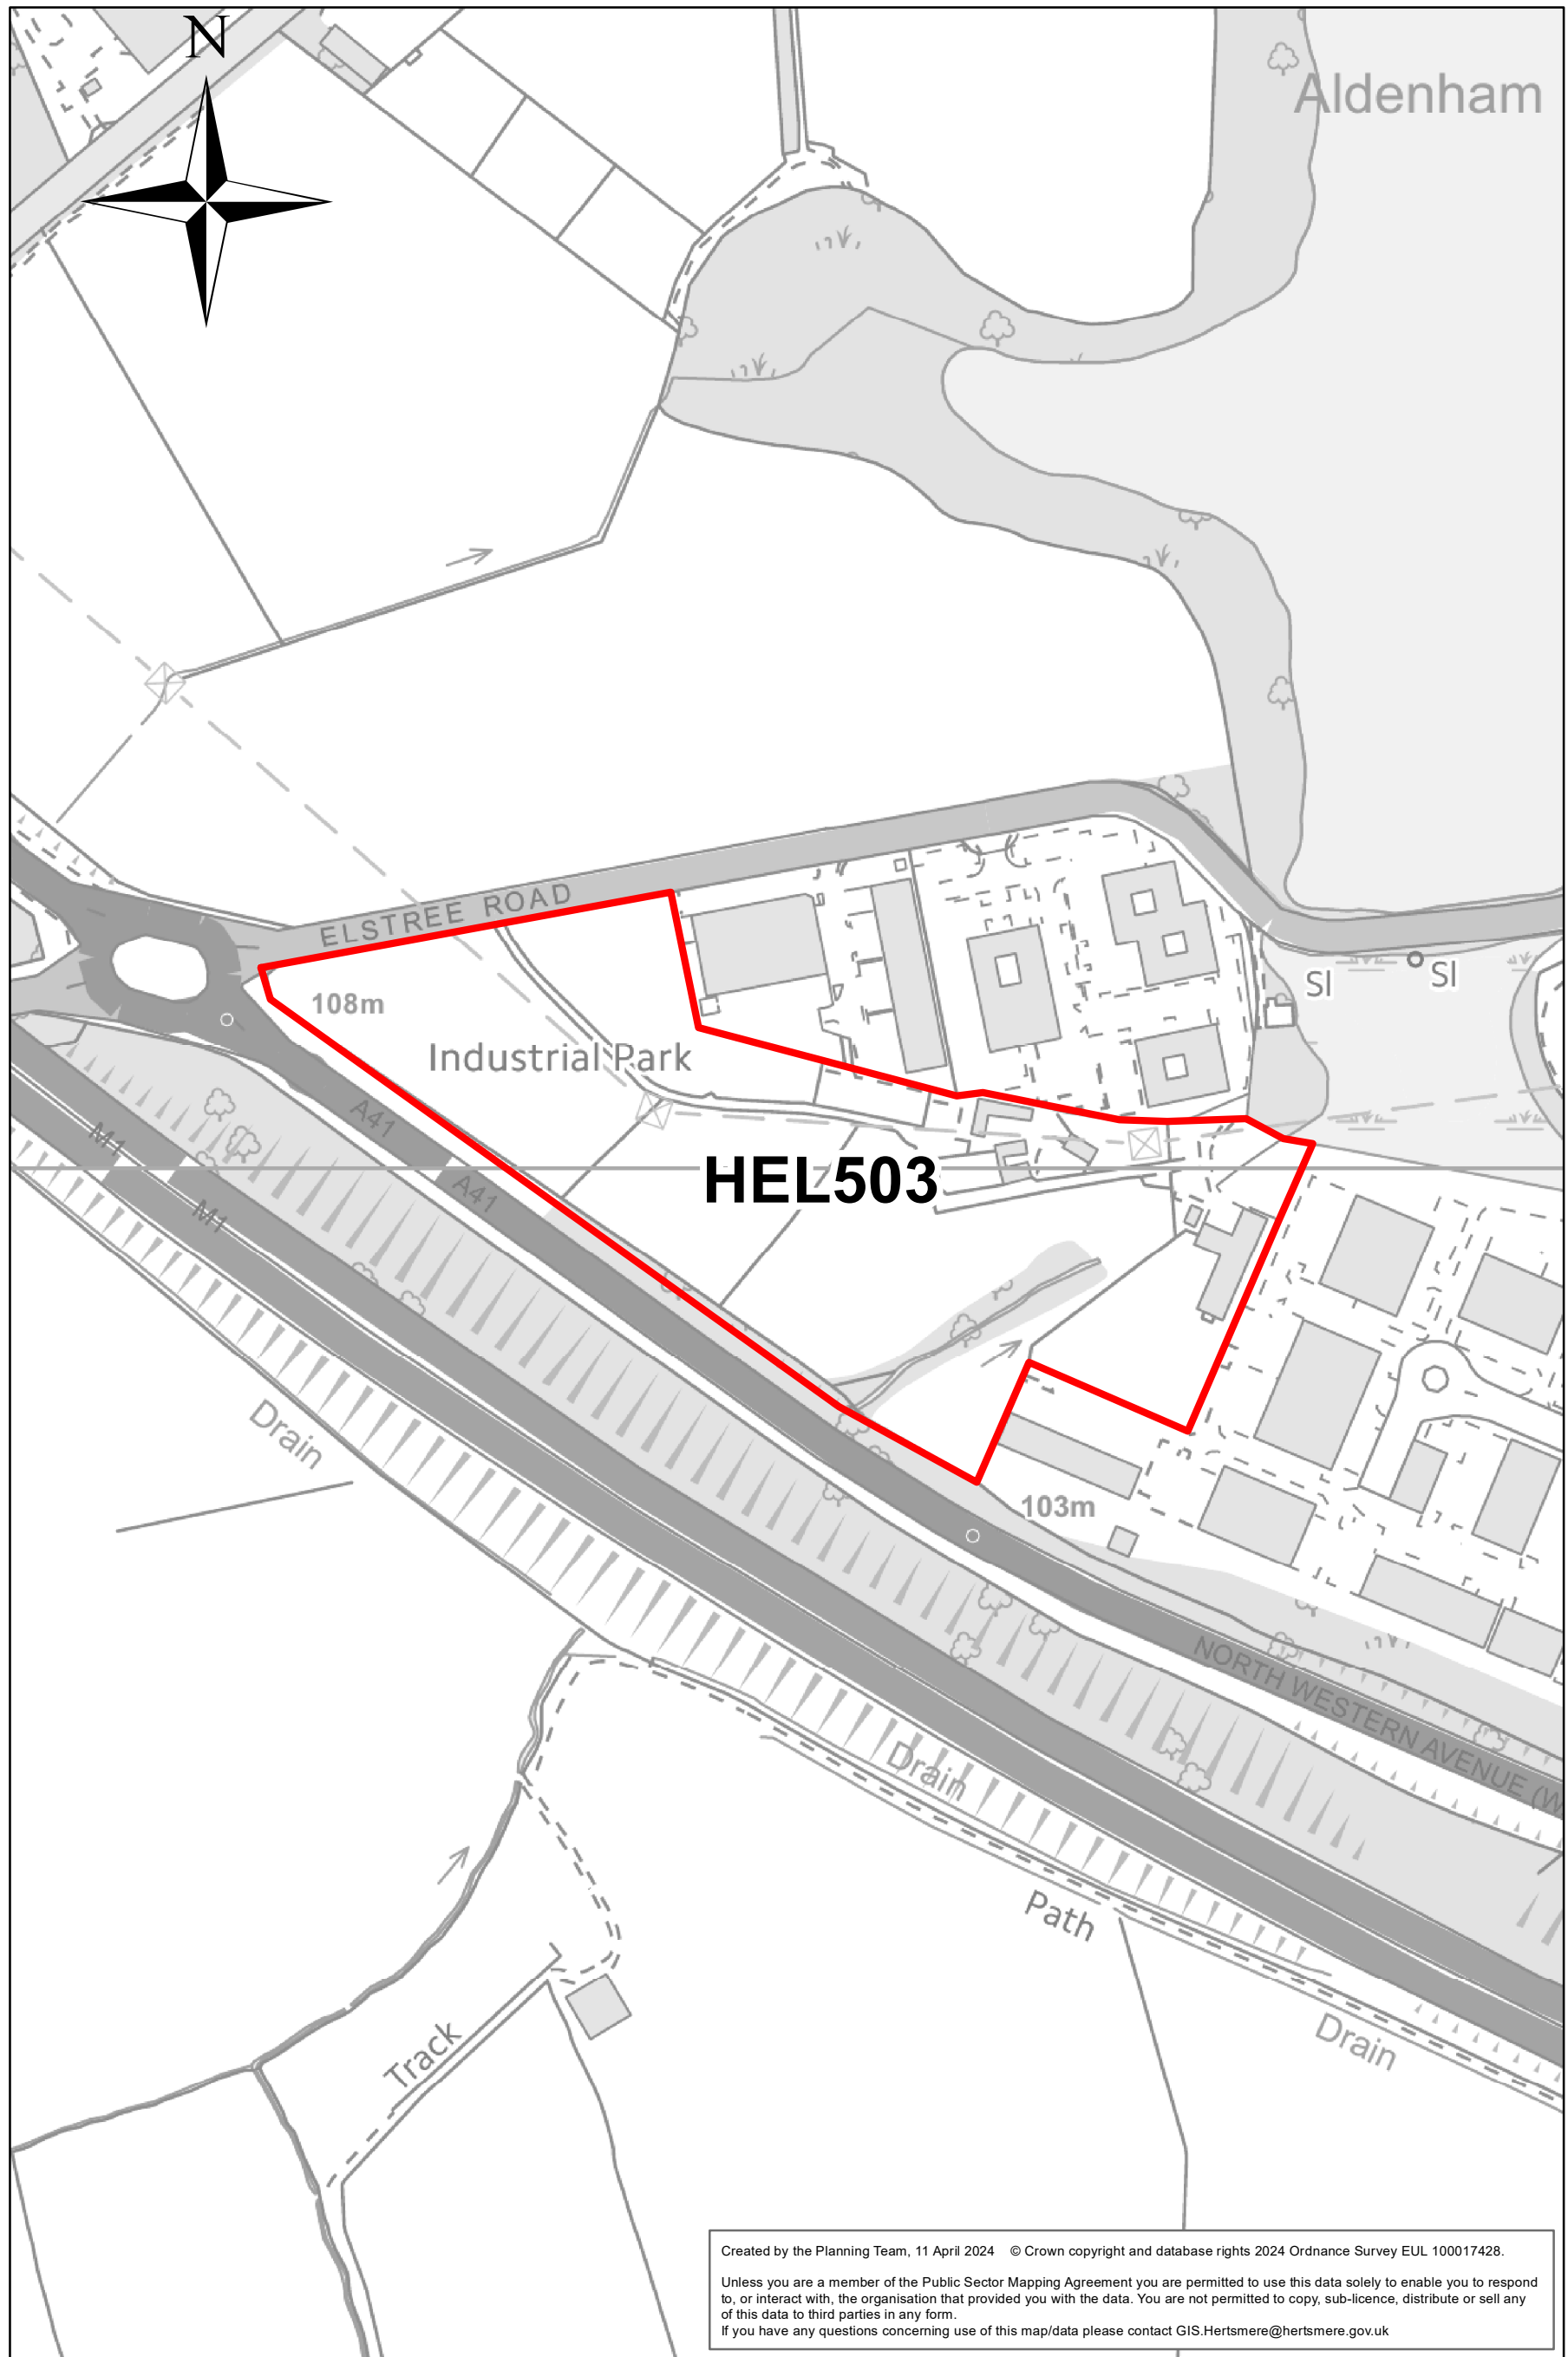 N
Aldenham
ELSTREE ROAD
108m
Industrial Park
SI
SI
A41
M1
A41
M1
HEL503
Drain
103m
NORTH WESTERN AVENUE (W
Drain
Path
Drain
Track
Created by the Planning Team, 11 April 2024 © Crown copyright and database rights 2024 Ordnance Survey EUL 100017428.
Unless you are a member of the Public Sector Mapping Agreement you are permitted to use this data solely to enable you to respond
to, or interact with, the organisation that provided you with the data. You are not permitted to copy, sub-licence, distribute or sell any
of this data to third parties in any form.
If you have any questions concerning use of this map/data please contact GIS.Hertsmere@hertsmere.gov.uk